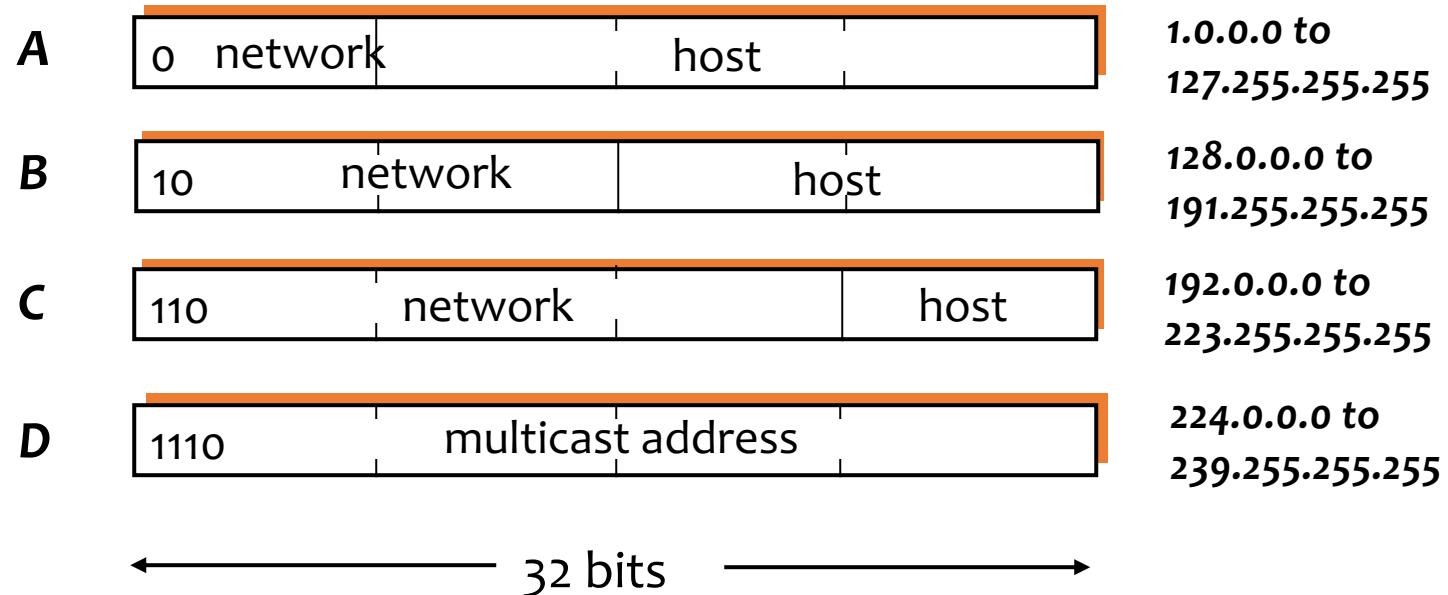 A
0 network host
1.0.0.0 to
127.255.255.255
B
10 network host
128.0.0.0 to
191.255.255.255
C
110 network host
192.0.0.0 to
223.255.255.255
D
1110 multicast address
224.0.0.0 to
239.255.255.255
32 bits